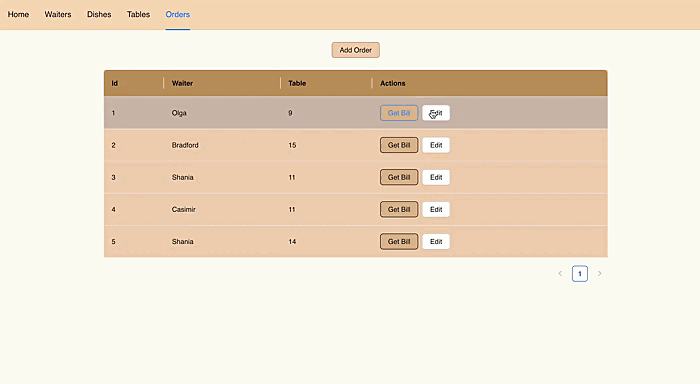 Home Waiters Dishes Tables Orders
Add Order
Id Waiter Table Actions
1 Olga 9 Get Bill Edit
2 Bradford 15 Get Bill Edit
3 Shania 11 Get Bill Edit
4 Casimir 11 Get Bill Edit
5 Shania 14 Get Bill Edit
< 1 >